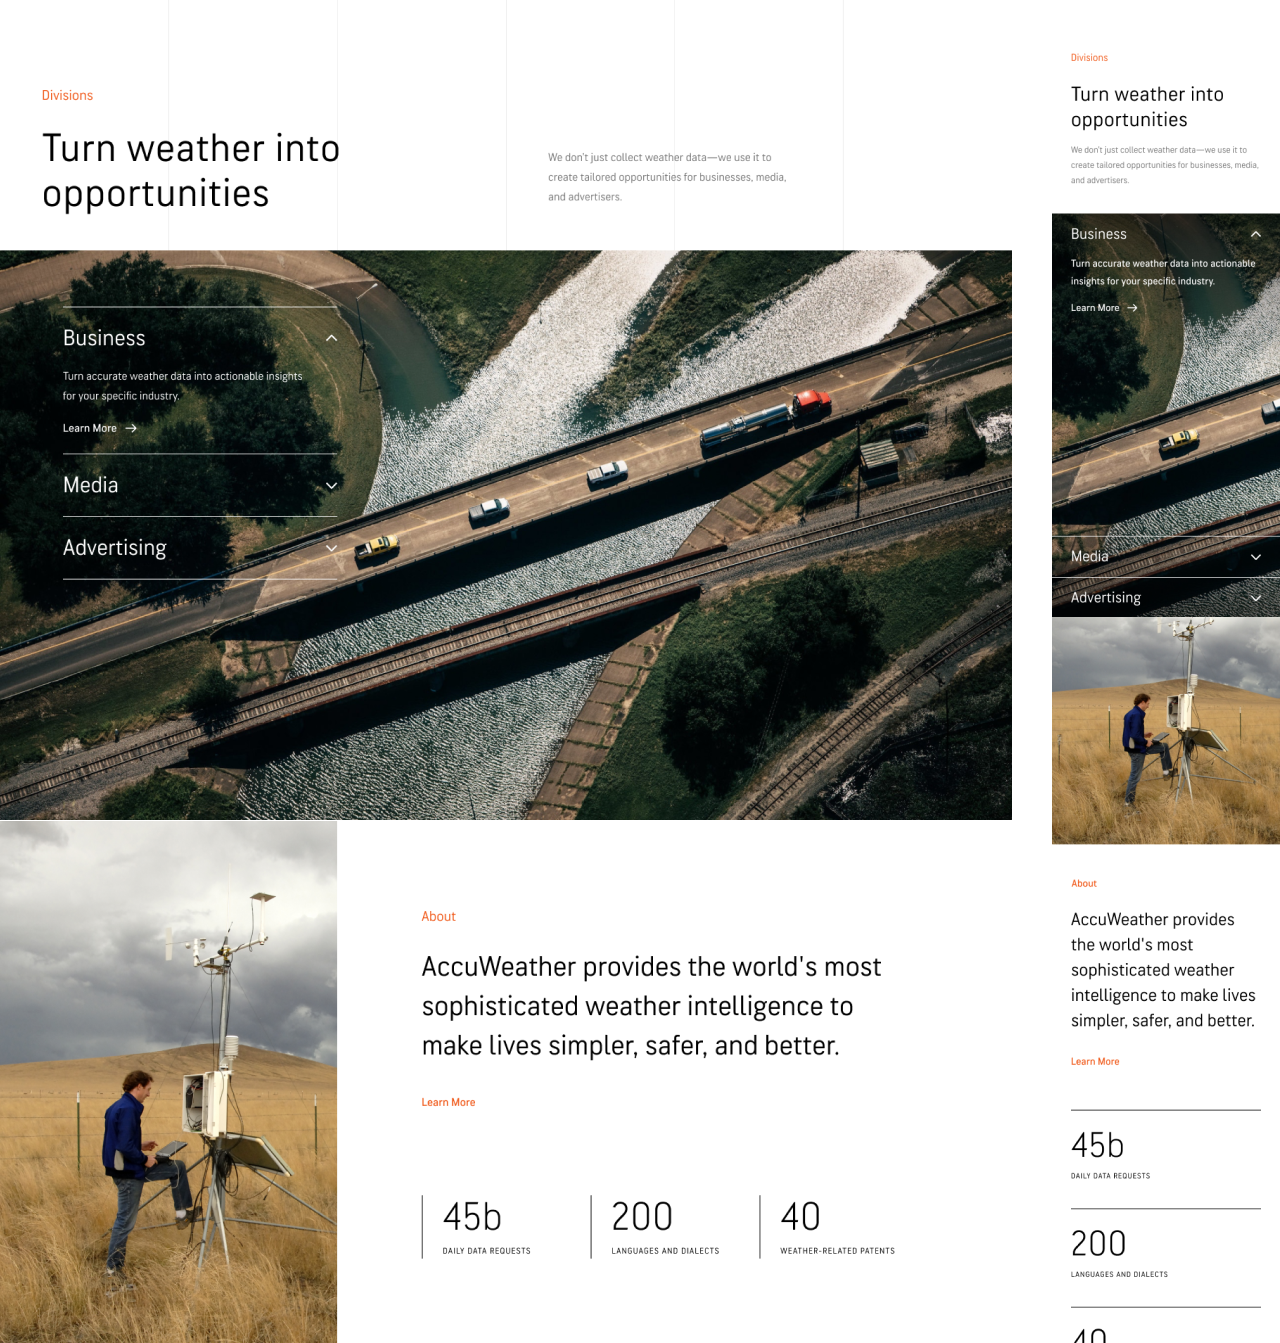 Divisions
Turn weather into
opportunities
We don't just collect weather data—we use it to
create tailored opportunities for businesses, media,
and advertisers.
Business
Turn accurate weather data into actionable insights
for your specific industry.
Learn More
Media
Advertising
About
AccuWeather provides the world's most
sophisticated weather intelligence to
make lives simpler, safer, and better.
Learn More
45b
DAILY DATA REQUESTS
200
LANGUAGES AND DIALECTS
40
WEATHER-RELATED PATENTS
Divisions
Turn weather into
opportunities
We don't just collect weather data—we use it to
create tailored opportunities for businesses, media,
and advertisers.
Business
Turn accurate weather data into actionable
insights for your specific industry.
Learn More
Media
Advertising
About
AccuWeather provides
the world's most
sophisticated weather
intelligence to make lives
simpler, safer, and better.
Learn More
45b
DAILY DATA REQUESTS
200
LANGUAGES AND DIALECTS
40